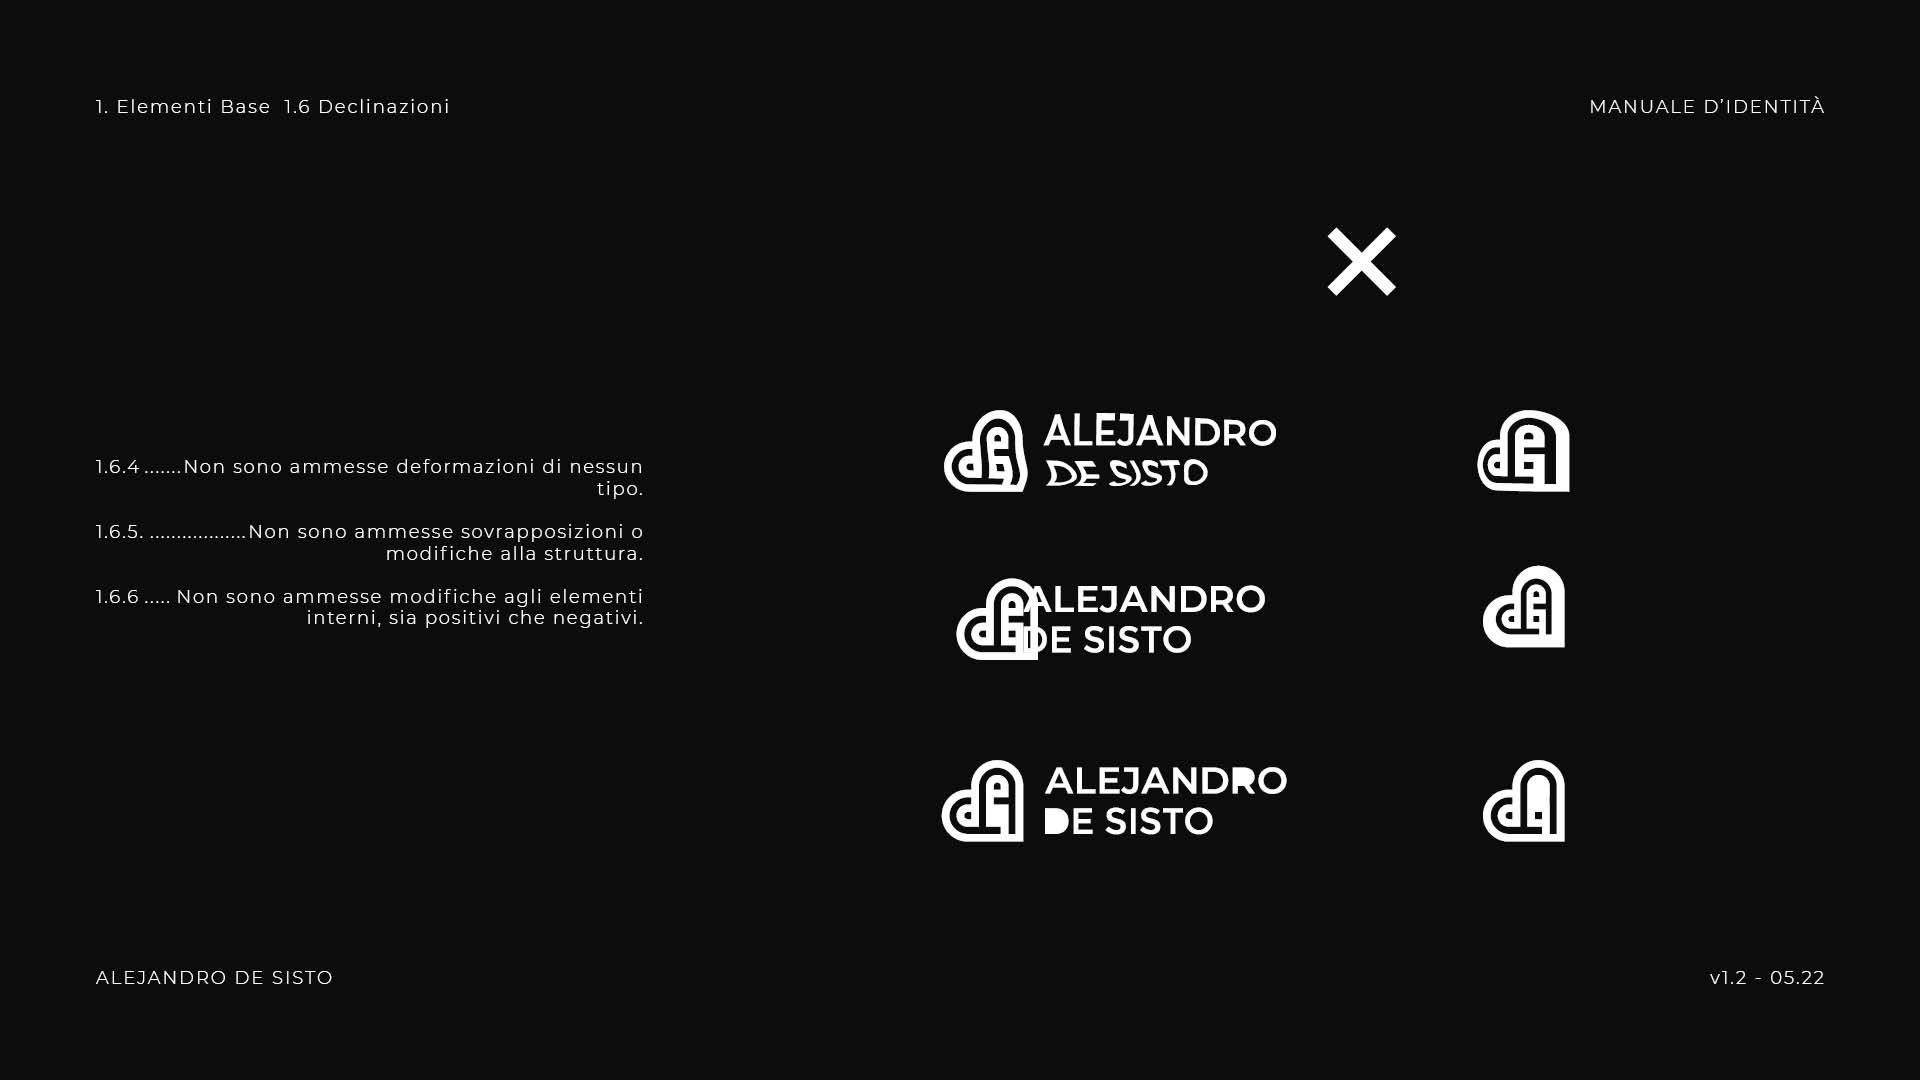 1. Elementi Base  1.6 Declinazioni
MANUALE D’IDENTITÀ
1.6.4 .......Non sono ammesse deformazioni di nessun
tipo.
1.6.5. ..................Non sono ammesse sovrapposizioni o
modifiche alla struttura.
1.6.6 ..... Non sono ammesse modifiche agli elementi
interni, sia positivi che negativi.
ALEJANDRO
DE SISTO
ALEJANDRO
DE SISTO
ALEJANDRO
DE SISTO
ALEJANDRO DE SISTO
v1.2 - 05.22